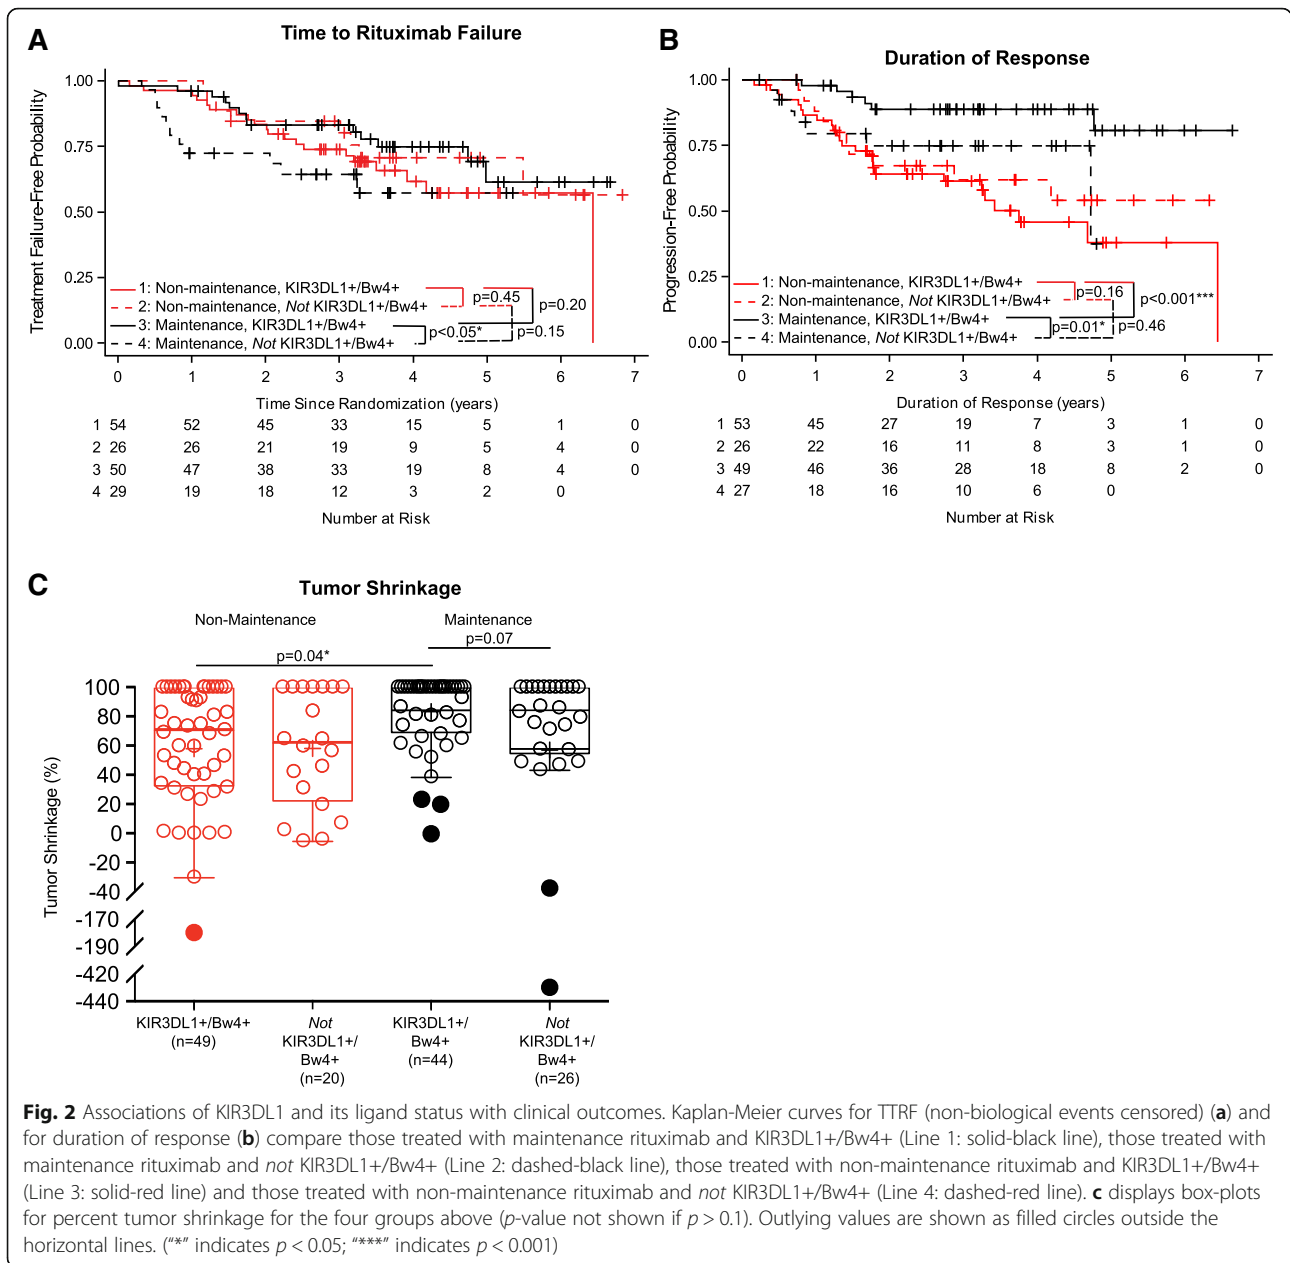 A
Time to Rituximab Failure
Treatment Failure-Free Probability
1.00
0.75
0.50
0.25
0.00
1: Non-maintenance, KIR3DL1+/Bw4+
2: Non-maintenance, Not KIR3DL1+/Bw4+
3: Maintenance, KIR3DL1+/Bw4+
4: Maintenance, Not KIR3DL1+/Bw4+
p=0.45
p=0.20
p<0.05*
p=0.15
0 1 2 3 4 5 6 7
Time Since Randomization (years)
1 54 52 45 33 15 5 1 0
2 26 26 21 19 9 5 4 0
3 50 47 38 33 19 8 4 0
4 29 19 18 12 3 2 0
Number at Risk
B
Duration of Response
Progression-Free Probability
1.00
0.75
0.50
0.25
0.00
1: Non-maintenance, KIR3DL1+/Bw4+
2: Non-maintenance, Not KIR3DL1+/Bw4+
3: Maintenance, KIR3DL1+/Bw4+
4: Maintenance, Not KIR3DL1+/Bw4+
p=0.16
p<0.001***
p=0.01*
p=0.46
0 1 2 3 4 5 6 7
Duration of Response (years)
1 53 45 27 19 7 3 1 0
2 26 22 16 11 8 3 1 0
3 49 46 36 28 18 8 2 0
4 27 18 16 10 6 0
Number at Risk
C
Tumor Shrinkage
Non-Maintenance
Maintenance
p=0.07
p=0.04*
Tumor Shrinkage (%)
100
80
60
40
20
0
-20
-40
-170
-190
-420
-440
KIR3DL1+/Bw4+
(n=49)
Not
KIR3DL1+/
Bw4+
(n=20)
KIR3DL1+/
Bw4+
(n=44)
Not
KIR3DL1+/
Bw4+
(n=26)
Fig. 2 Associations of KIR3DL1 and its ligand status with clinical outcomes. Kaplan-Meier curves for TTRF (non-biological events censored) (a) and
for duration of response (b) compare those treated with maintenance rituximab and KIR3DL1+/Bw4+ (Line 1: solid-black line), those treated with
maintenance rituximab and not KIR3DL1+/Bw4+ (Line 2: dashed-black line), those treated with non-maintenance rituximab and KIR3DL1+/Bw4+
(Line 3: solid-red line) and those treated with non-maintenance rituximab and not KIR3DL1+/Bw4+ (Line 4: dashed-red line). c displays box-plots
for percent tumor shrinkage for the four groups above (p-value not shown if p > 0.1). Outlying values are shown as filled circles outside the
horizontal lines. (“*” indicates p < 0.05; “***” indicates p < 0.001)